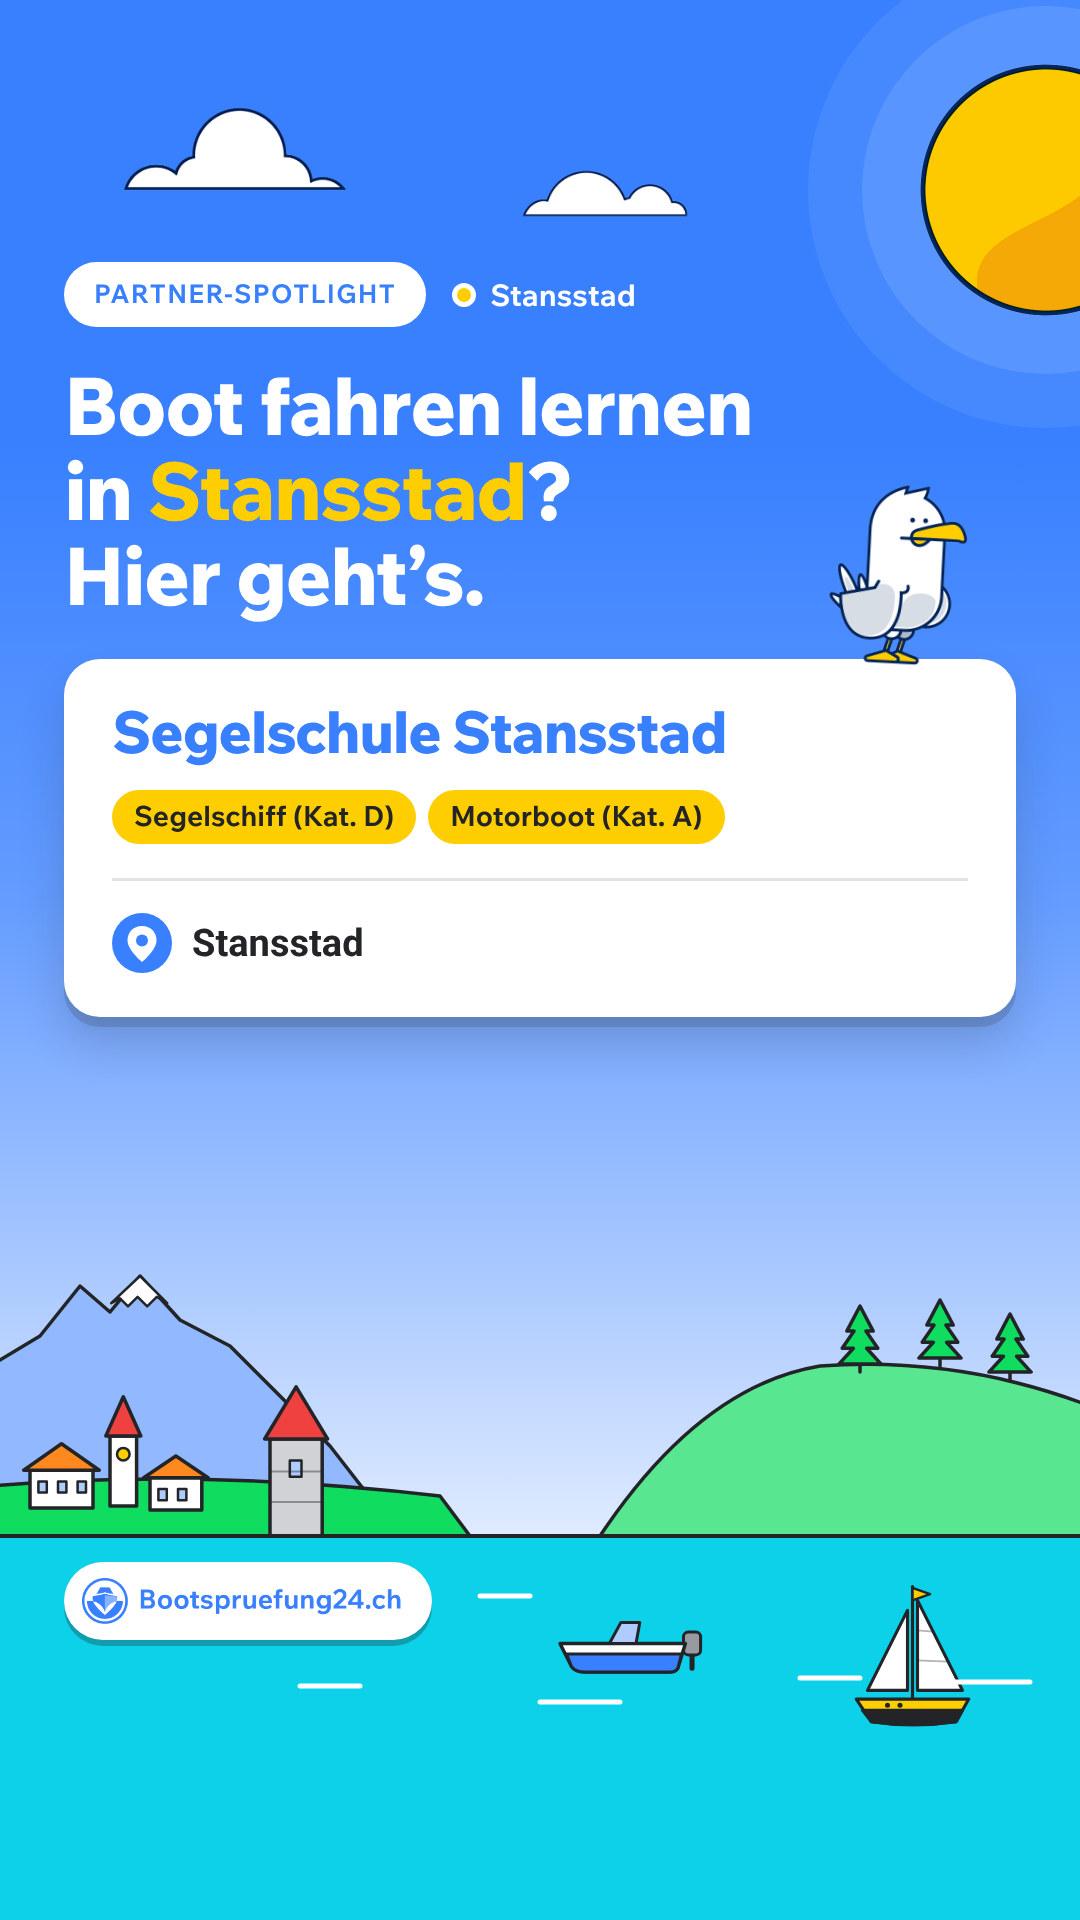 PARTNER-SPOTLIGHT
Stansstad
Boot fahren lernen
in Stansstad?
Hier geht’s.
Segelschule Stansstad
Segelschiff (Kat. D)
Motorboot (Kat. A)
Stansstad
Bootspruefung24.ch